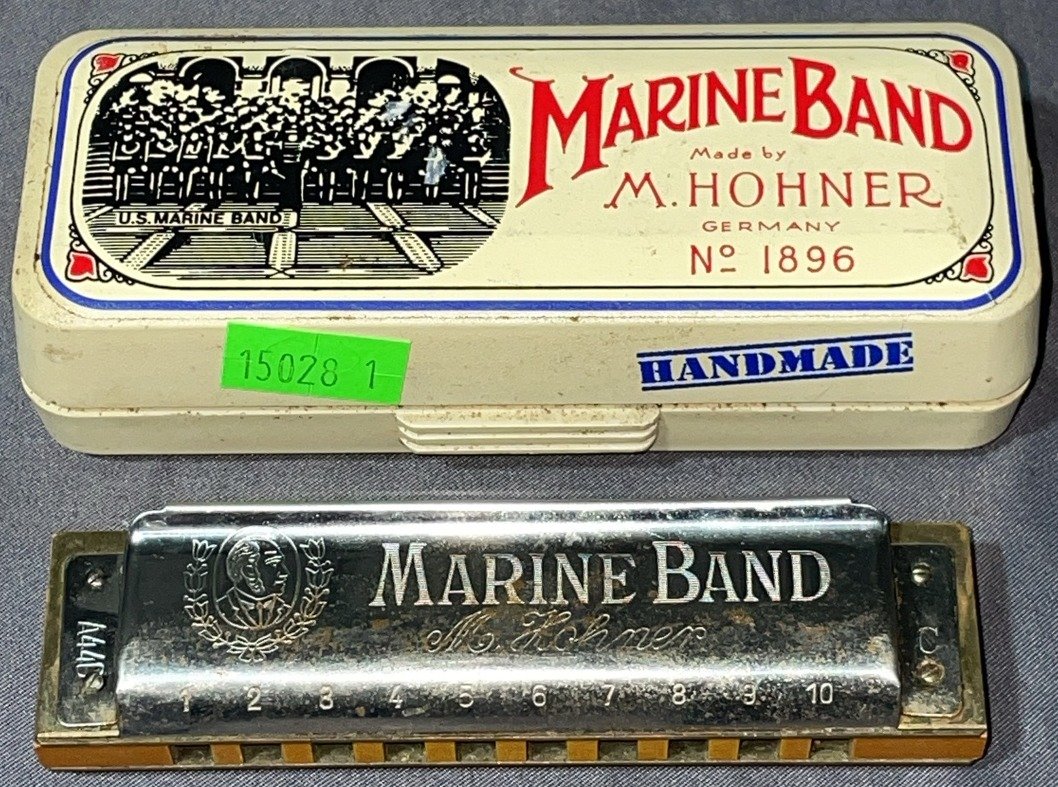 MARINE BAND
Made by
M. HOHNER
GERMANY
Nº 1896
U.S. MARINE BAND
15028 1
HANDMADE
MARINE BAND
M. Hohner
C
1 2 3 4 5 6 7 8 9 10